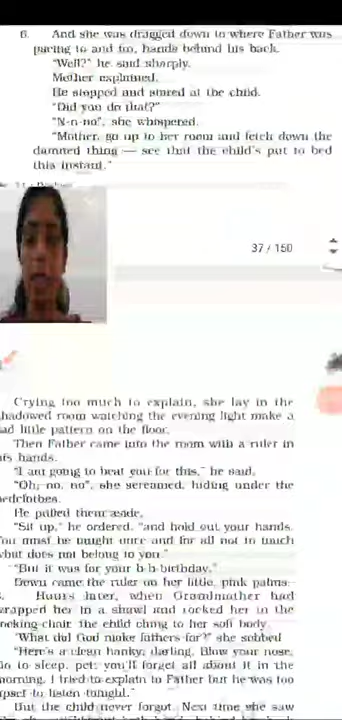 6. And she was dragged down to where Father was
pacing to and fro, hands behind his back.
"Well?" he said sharply.
Mother explained.
He stopped and stared at the child.
"Did you do that?"
"N-n-no", she whispered.
"Mother, go up to her room and fetch down the
damned thing — see that the child's put to bed
this instant."
37 / 150
Crying too much to explain, she lay in the
hadowed room watching the evening light make a
ad little pattern on the floor.
Then Father came into the room with a ruler in
is hands.
"I am going to beat you for this," he said.
"Oh, no, no", she screamed, hiding under the
bedclothes.
He pulled them aside.
"Sit up," he ordered, "and hold out your hands.
You must be taught once and for all not to touch
what does not belong to you."
"But it was for your b-b-birthday."
Down came the ruler on her little, pink palms.
Hours later, when Grandmother had
wrapped her in a shawl and rocked her in the
rocking-chair, the child clung to her soft body.
"What did God make fathers for?" she sobbed
"Here's a clean hanky, darling. Blow your nose.
Go to sleep, pet; you'll forget all about it in the
morning. I tried to explain to Father but he was too
upset to listen tonight."
But the child never forgot. Next time she saw